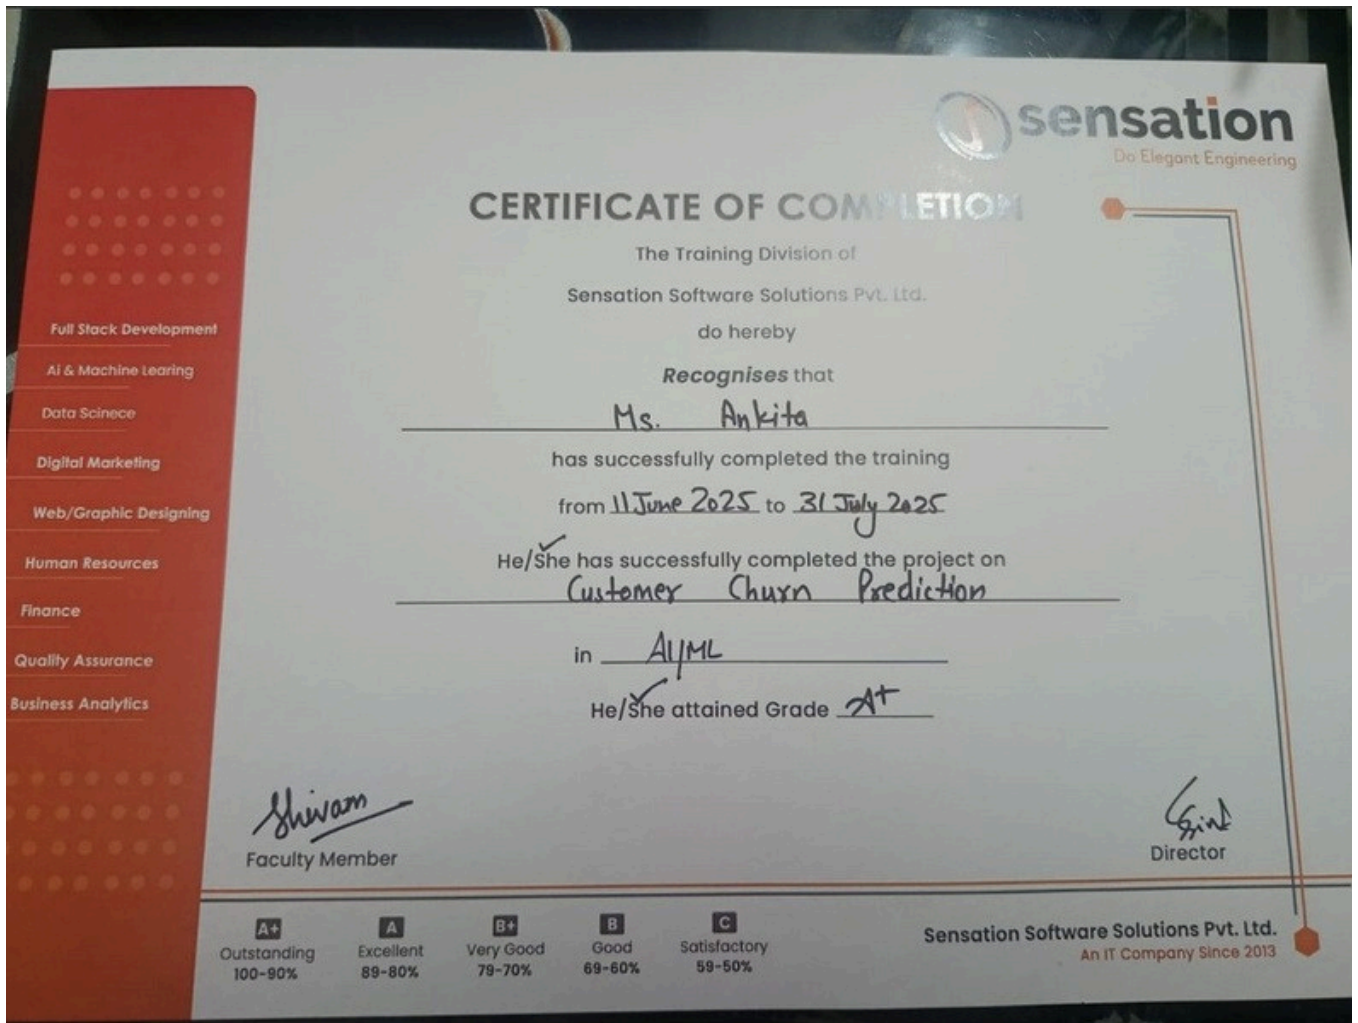 sensation
Do Elegant Engineering
CERTIFICATE OF COMPLETION
The Training Division of
Sensation Software Solutions Pvt. Ltd.
do hereby
Recognises that
Ms. Ankita
has successfully completed the training
from 11 June 2025 to 31 July 2025
He/She has successfully completed the project on
Customer Churn Prediction
in AI/ML
He/She attained Grade A+
Full Stack Development
Ai & Machine Learing
Data Scinece
Digital Marketing
Web/Graphic Designing
Human Resources
Finance
Quality Assurance
Business Analytics
Shivam
Faculty Member
Director
A+ A B+ B C
Outstanding Excellent Very Good Good Satisfactory
100-90% 89-80% 79-70% 69-60% 59-50%
Sensation Software Solutions Pvt. Ltd.
An IT Company Since 2013